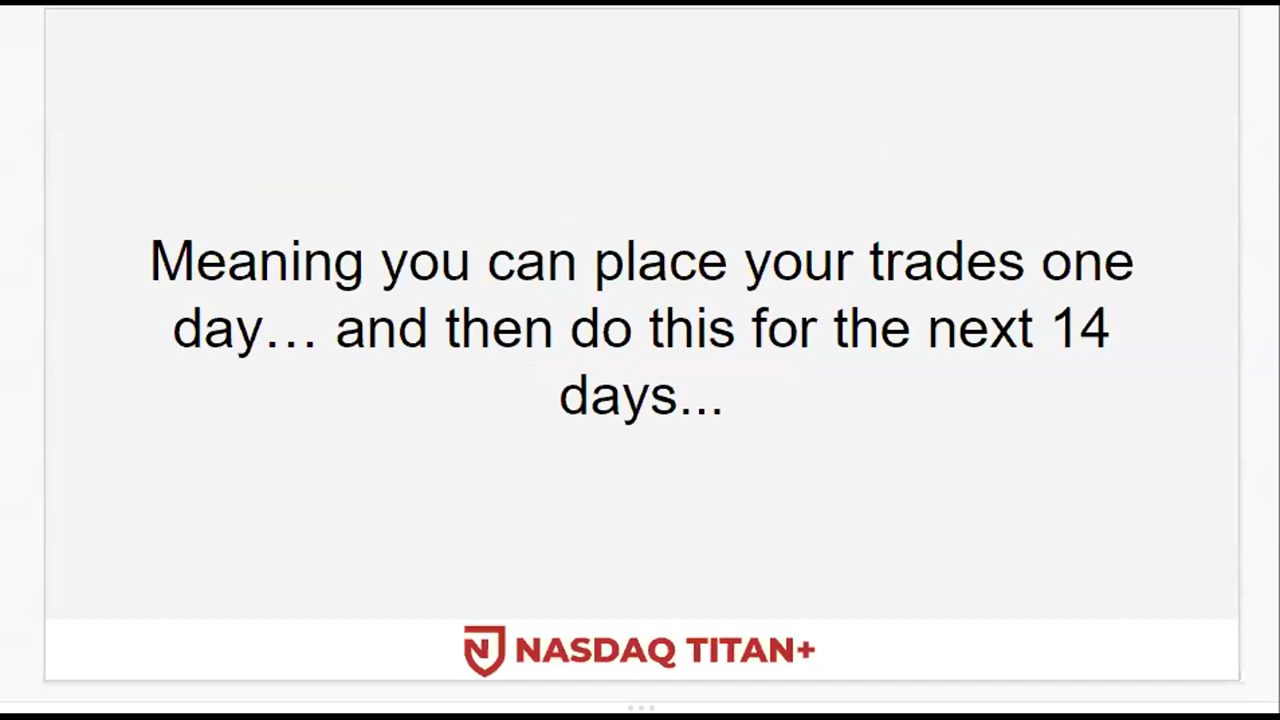 Meaning you can place your trades one
day… and then do this for the next 14
days...
NASDAQ TITAN+